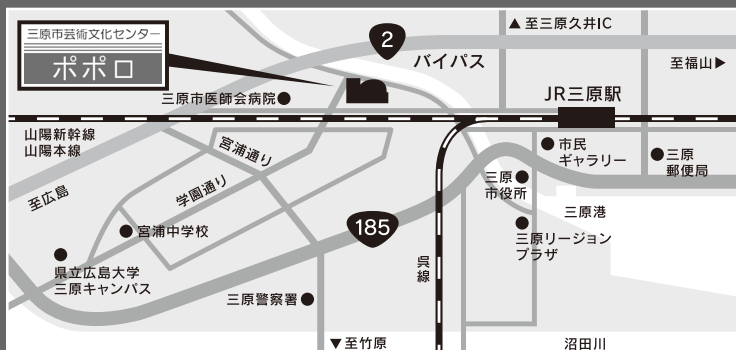 三原市芸術文化センター
ポポロ
2
バイパス
▲至三原久井IC
至福山▶
JR三原駅
三原市医師会病院
山陽新幹線
山陽本線
宮浦通り
学園通り
至広島
市民
ギャラリー
三原
郵便局
三原
市役所
三原港
三原リージョン
プラザ
185
宮浦中学校
県立広島大学
三原キャンパス
呉線
三原警察署
▼至竹原
沼田川